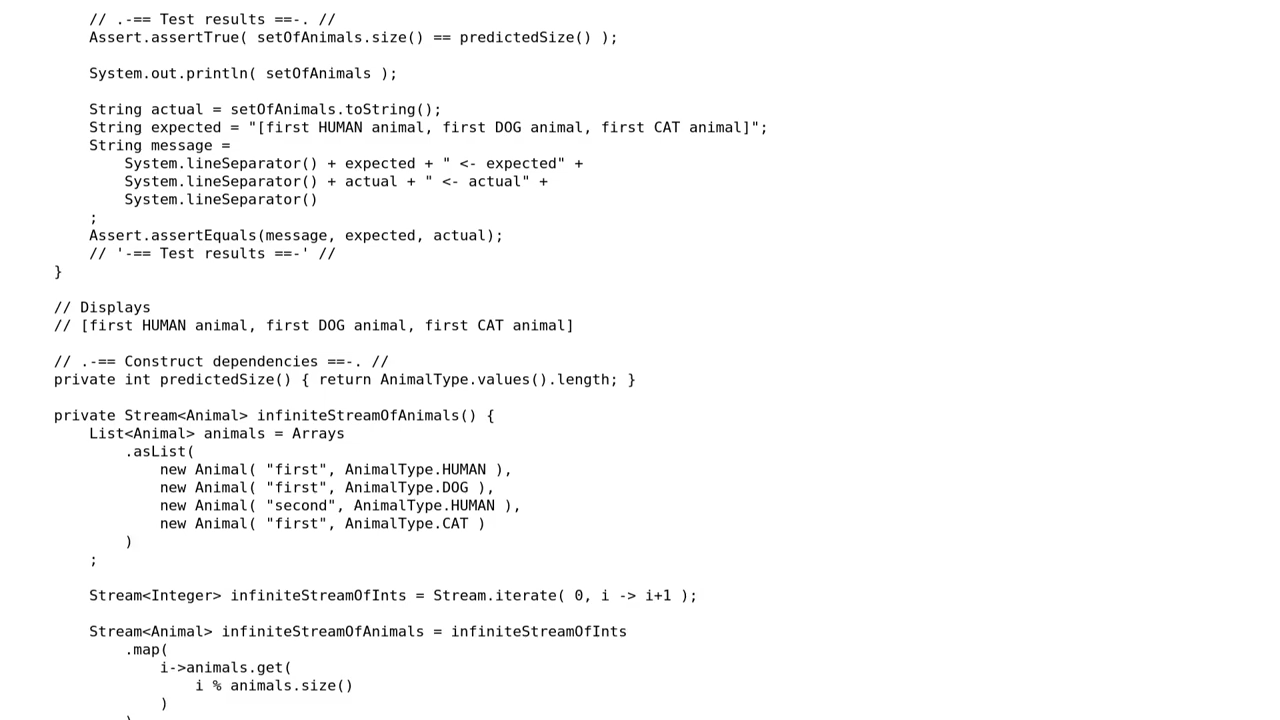 // .-== Test results ==-. //
Assert.assertTrue( setOfAnimals.size() == predictedSize() );
System.out.println( setOfAnimals );
String actual = setOfAnimals.toString();
String expected = "[first HUMAN animal, first DOG animal, first CAT animal]";
String message =
System.lineSeparator() + expected + " <- expected" +
System.lineSeparator() + actual + " <- actual" +
System.lineSeparator()
;
Assert.assertEquals(message, expected, actual);
// '-== Test results ==-' //
}
// Displays
// [first HUMAN animal, first DOG animal, first CAT animal]
// .-== Construct dependencies ==-. //
private int predictedSize() { return AnimalType.values().length; }
private Stream<Animal> infiniteStreamOfAnimals() {
List<Animal> animals = Arrays
.asList(
new Animal( "first", AnimalType.HUMAN ),
new Animal( "first", AnimalType.DOG ),
new Animal( "second", AnimalType.HUMAN ),
new Animal( "first", AnimalType.CAT )
)
;
Stream<Integer> infiniteStreamOfInts = Stream.iterate( 0, i -> i+1 );
Stream<Animal> infiniteStreamOfAnimals = infiniteStreamOfInts
.map(
i->animals.get(
i % animals.size()
)
)